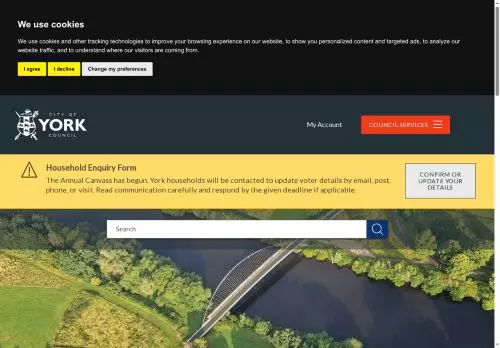 We use cookies
We use cookies and other tracking technologies to improve your browsing experience on our website, to show you personalized content and targeted ads, to analyze our
website traffic, and to understand where our visitors are coming from.
I agree
I decline
Change my preferences
CITY OF
YORK
COUNCIL
My Account
COUNCIL SERVICES
Household Enquiry Form
The Annual Canvass has begun. York households will be contacted to update voter details by email, post,
phone, or visit. Read communication carefully and respond by the given deadline if applicable.
CONFIRM OR
UPDATE YOUR
DETAILS
Search